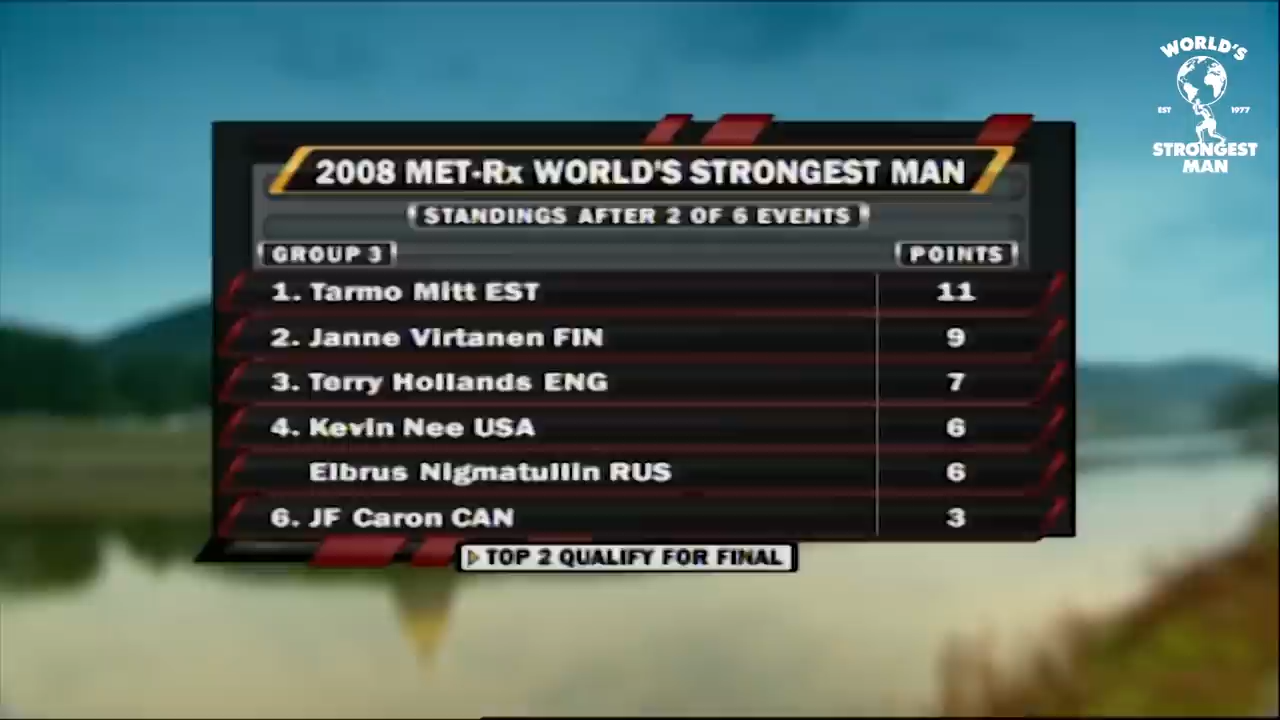 WORLD'S
EST 1977
STRONGEST
MAN
2008 MET-Rx WORLD'S STRONGEST MAN
STANDINGS AFTER 2 OF 6 EVENTS
GROUP 3 POINTS
1. Tarmo Mitt EST 11
2. Janne Virtanen FIN 9
3. Terry Hollands ENG 7
4. Kevin Nee USA 6
Elbrus Nigmatullin RUS 6
6. JF Caron CAN 3
TOP 2 QUALIFY FOR FINAL